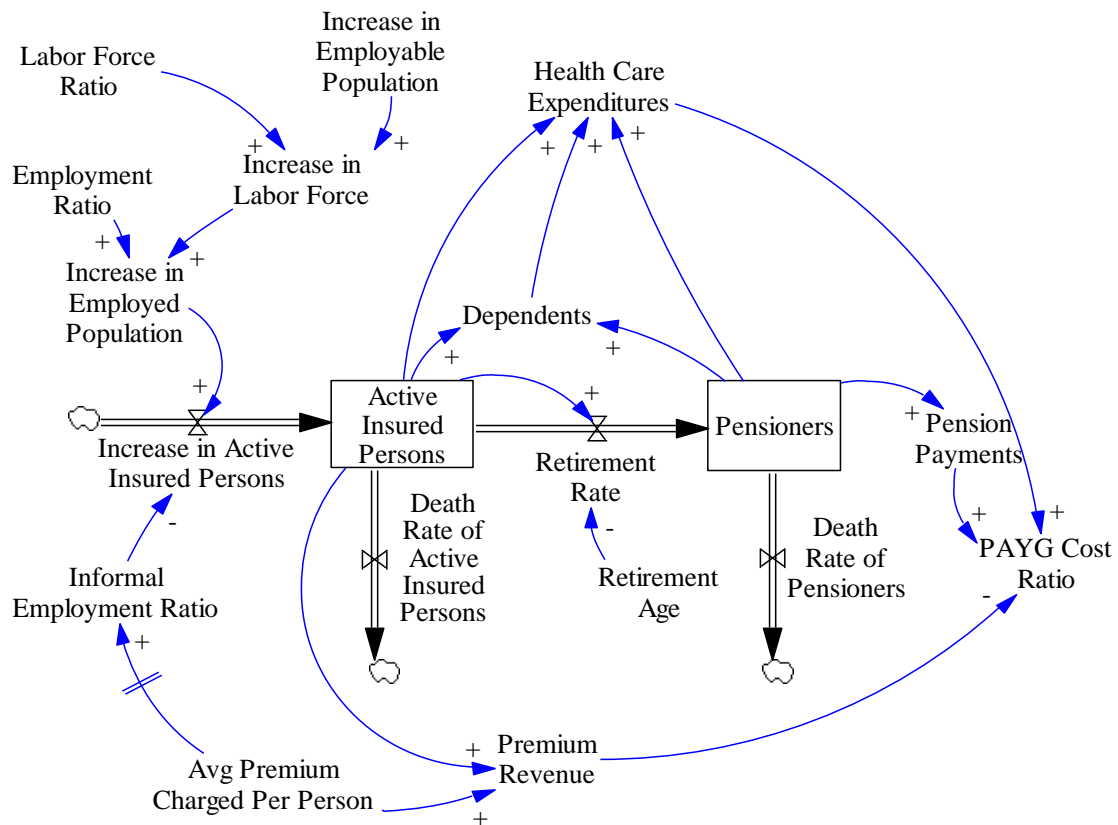 Increase in
Employable
Population
Labor Force
Ratio
Health Care
Expenditures
+
+
+
+
+
Increase in
Labor Force
Employment
Ratio
+
+
Increase in
Employed
Population
Dependents
+
+
+
+
+
Active
Insured
Persons
Pensioners
Pension
Payments
Increase in Active
Insured Persons
Retirement
Rate
-
-
Death
Rate of
Active
Insured
Persons
Death
Rate of
Pensioners
+
+
PAYG Cost
Ratio
-
Informal
Employment Ratio
Retirement
Age
+
+
Premium
Revenue
Avg Premium
Charged Per Person
+